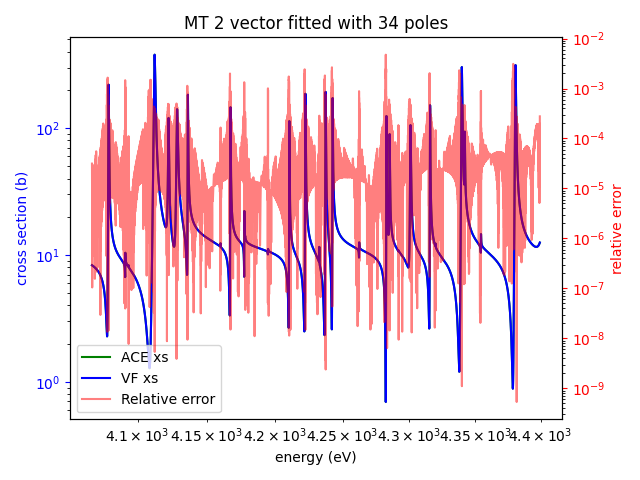 MT 2 vector fitted with 34 poles
10²
10¹
10⁰
cross section (b)
10⁻²
10⁻³
10⁻⁴
10⁻⁵
10⁻⁶
10⁻⁷
10⁻⁸
10⁻⁹
relative error
ACE xs
VF xs
Relative error
4.1 × 10³ 4.15 × 10³ 4.2 × 10³ 4.25 × 10³ 4.3 × 10³ 4.35 × 10³ 4.4 × 10³
energy (eV)